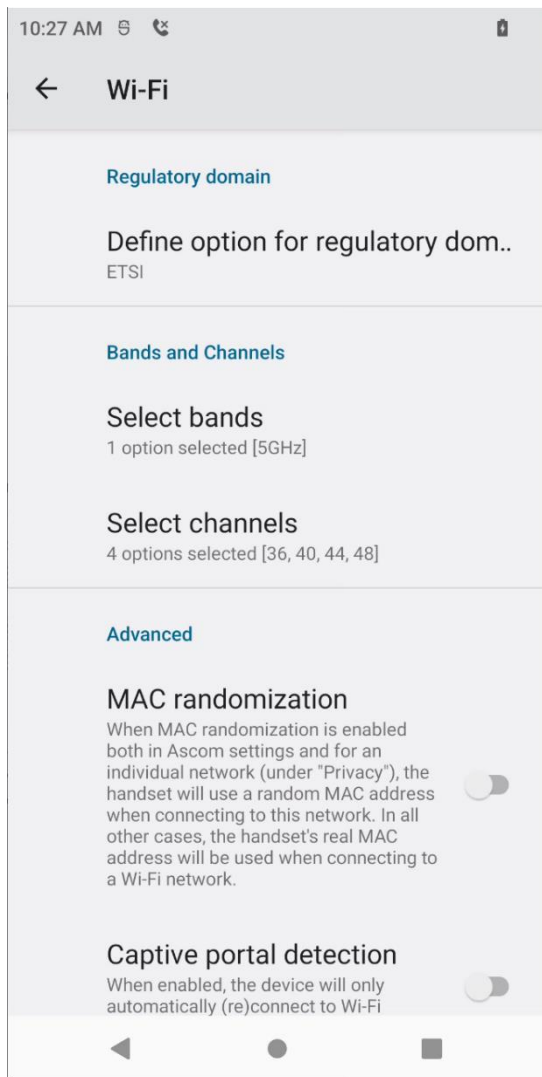 10:27 AM
Wi-Fi
Regulatory domain
Define option for regulatory dom..
ETSI
Bands and Channels
Select bands
1 option selected [5GHz]
Select channels
4 options selected [36, 40, 44, 48]
Advanced
MAC randomization
When MAC randomization is enabled
both in Ascom settings and for an
individual network (under "Privacy"), the
handset will use a random MAC address
when connecting to this network. In all
other cases, the handset's real MAC
address will be used when connecting to
a Wi-Fi network.
Captive portal detection
When enabled, the device will only
automatically (re)connect to Wi-Fi